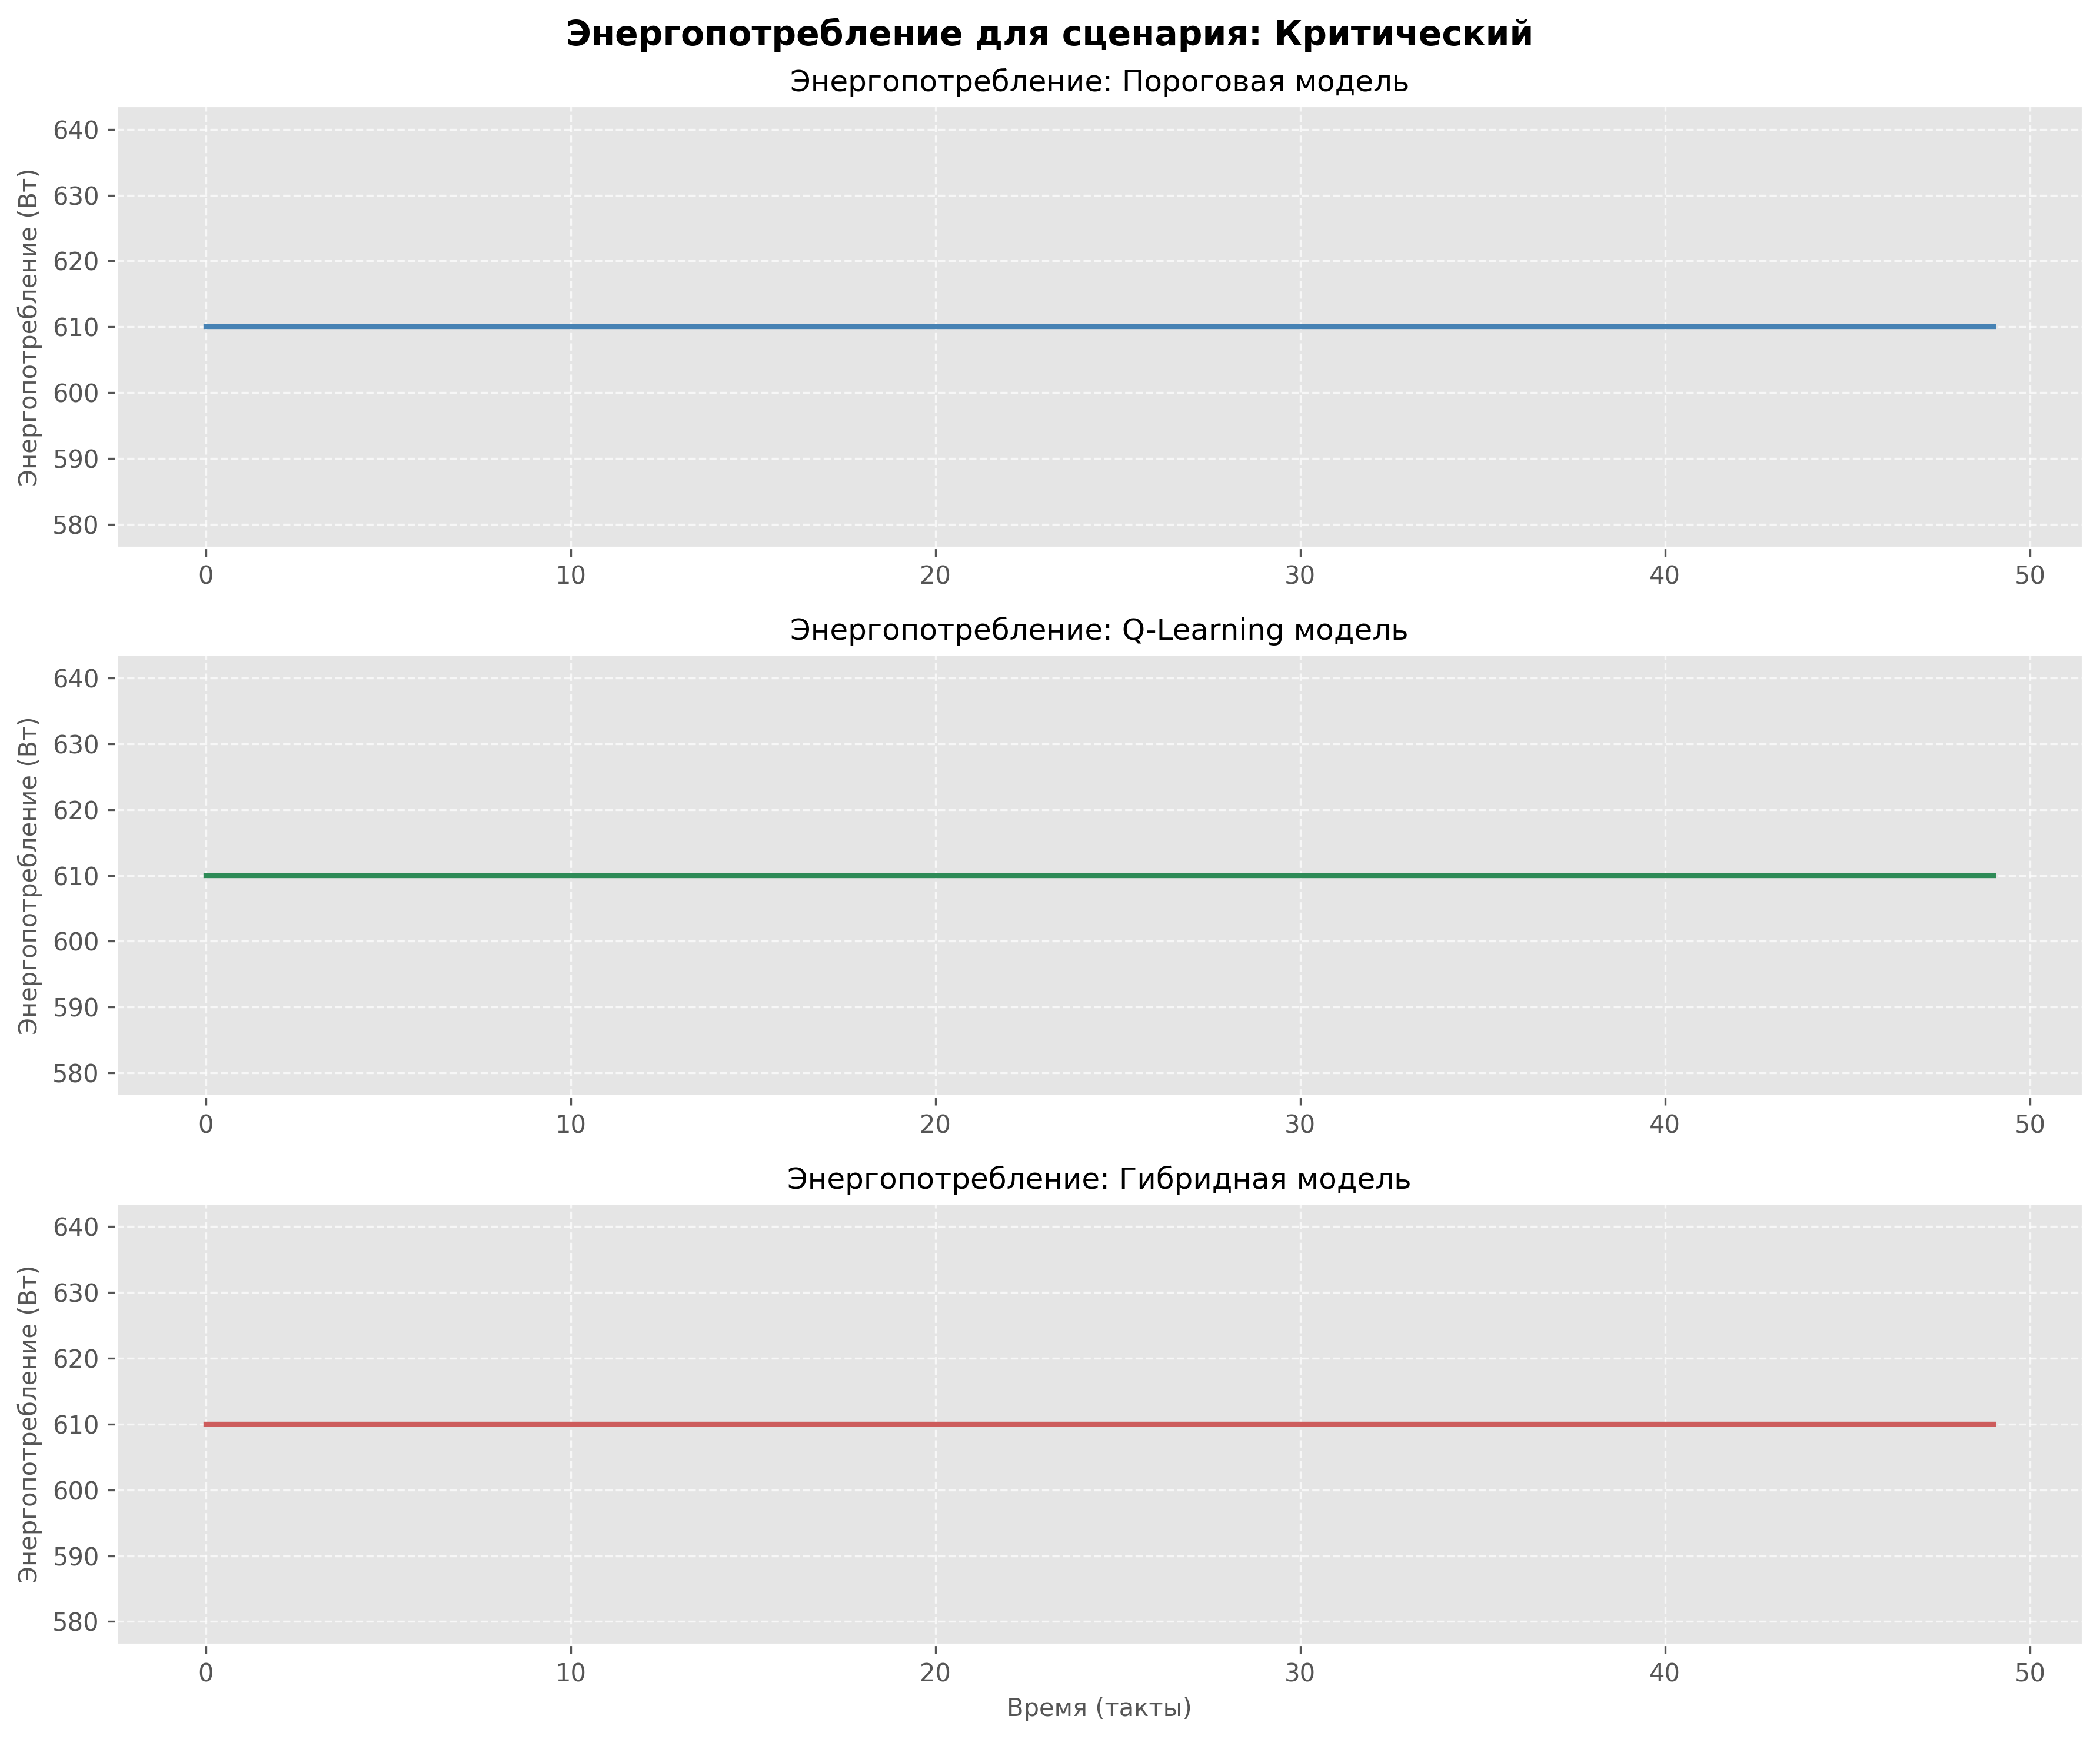 Энергопотребление для сценария: Критический
Энергопотребление: Пороговая модель
Энергопотребление (Вт)
640
630
620
610
600
590
580
0 10 20 30 40 50
Энергопотребление: Q-Learning модель
Энергопотребление (Вт)
640
630
620
610
600
590
580
0 10 20 30 40 50
Энергопотребление: Гибридная модель
Энергопотребление (Вт)
640
630
620
610
600
590
580
0 10 20 30 40 50
Время (такты)